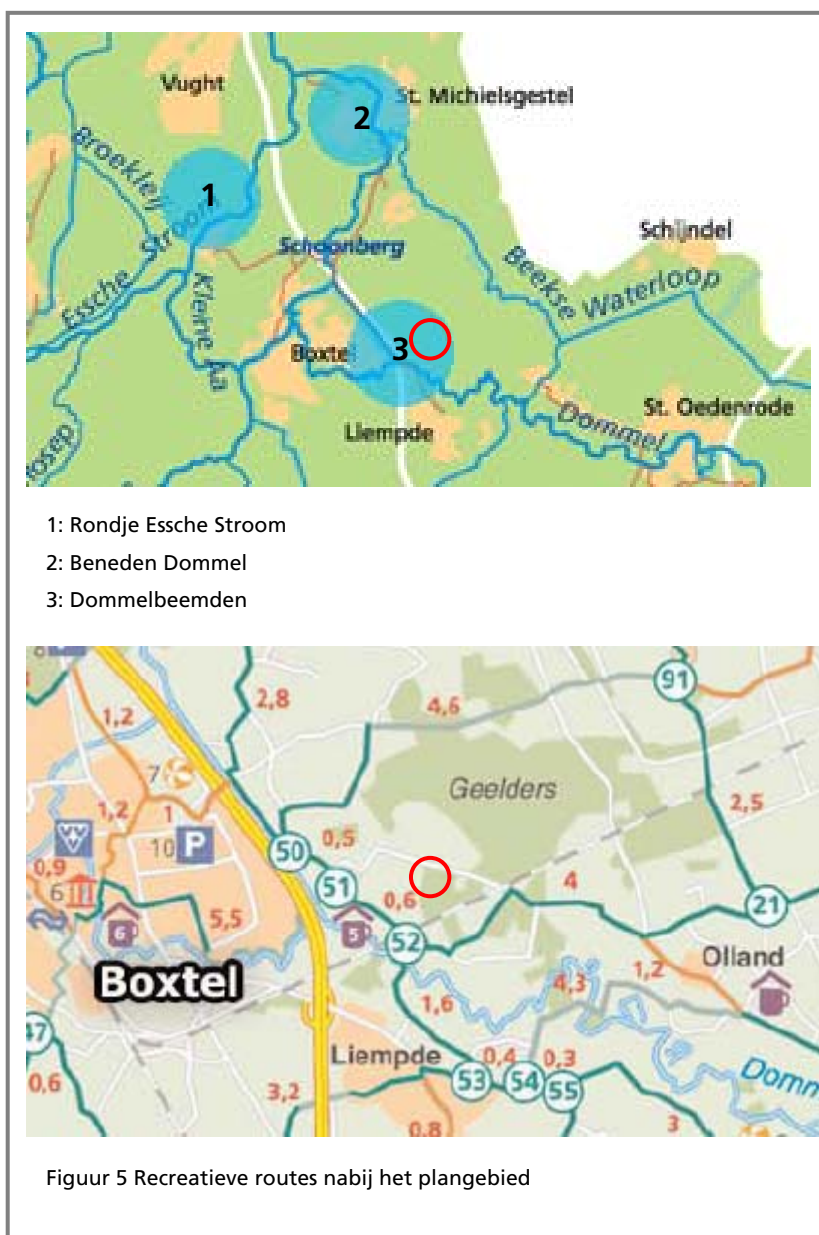 Vught
St. Michielsgestel
2
Broekleij
1
Essche Stroom
Schoonberg
Schijndel
Kleine Aa
Beekse Waterloop
3
Boxtel
Liempde
St. Oedenrode
Dommel
1: Rondje Essche Stroom
2: Beneden Dommel
3: Dommelbeemden
2,8
4,6
91
1,2
7
Geelders
1,2
1
2,5
10 P
50
0,5
0,9
6
51
0,6
4
21
5,5
6
5
52
Olland
Boxtel
1,6
4,3
1,2
47
Liempde
0,4
0,3
0,6
3,2
53
54
55
0,8
3
Figuur 5 Recreatieve routes nabij het plangebied